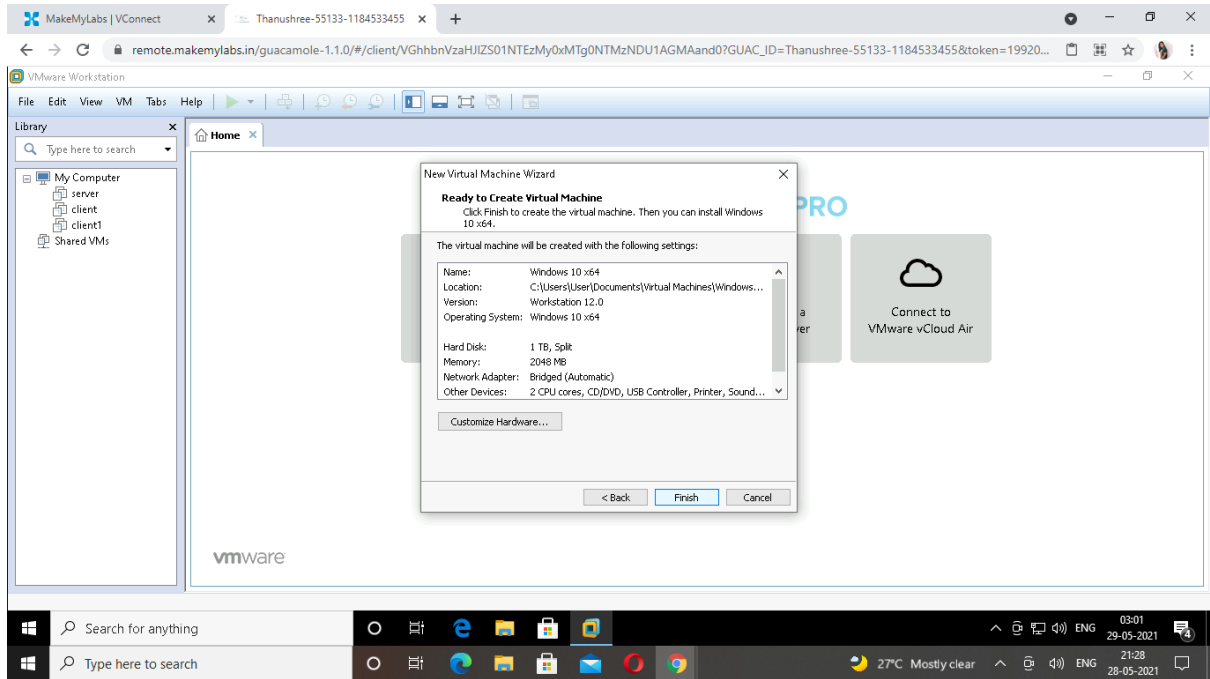 MakeMyLabs | VConnect
Thanushree-55133-1184533455
remote.makemylabs.in/guacamole-1.1.0/#/client/VGhhbnVzaHJlZS01NTEzMy0xMTg0NTMzNDU1AGMAand0?GUAC_ID=Thanushree-55133-1184533455&token=19920...
VMware Workstation
File Edit View VM Tabs Help
Library
Home
Type here to search
My Computer
server
client
client1
Shared VMs
New Virtual Machine Wizard
Ready to Create Virtual Machine
Click Finish to create the virtual machine. Then you can install Windows
10 x64.
PRO
The virtual machine will be created with the following settings:
Name: Windows 10 x64
Location: C:\Users\User\Documents\Virtual Machines\Windows...
Version: Workstation 12.0
Operating System: Windows 10 x64
Hard Disk: 1 TB, Split
Memory: 2048 MB
Network Adapter: Bridged (Automatic)
Other Devices: 2 CPU cores, CD/DVD, USB Controller, Printer, Sound...
a
ver
Connect to
VMware vCloud Air
Customize Hardware...
< Back Finish Cancel
vmware
Search for anything
ENG
03:01
29-05-2021
4
Type here to search
27°C Mostly clear
ENG
21:28
28-05-2021